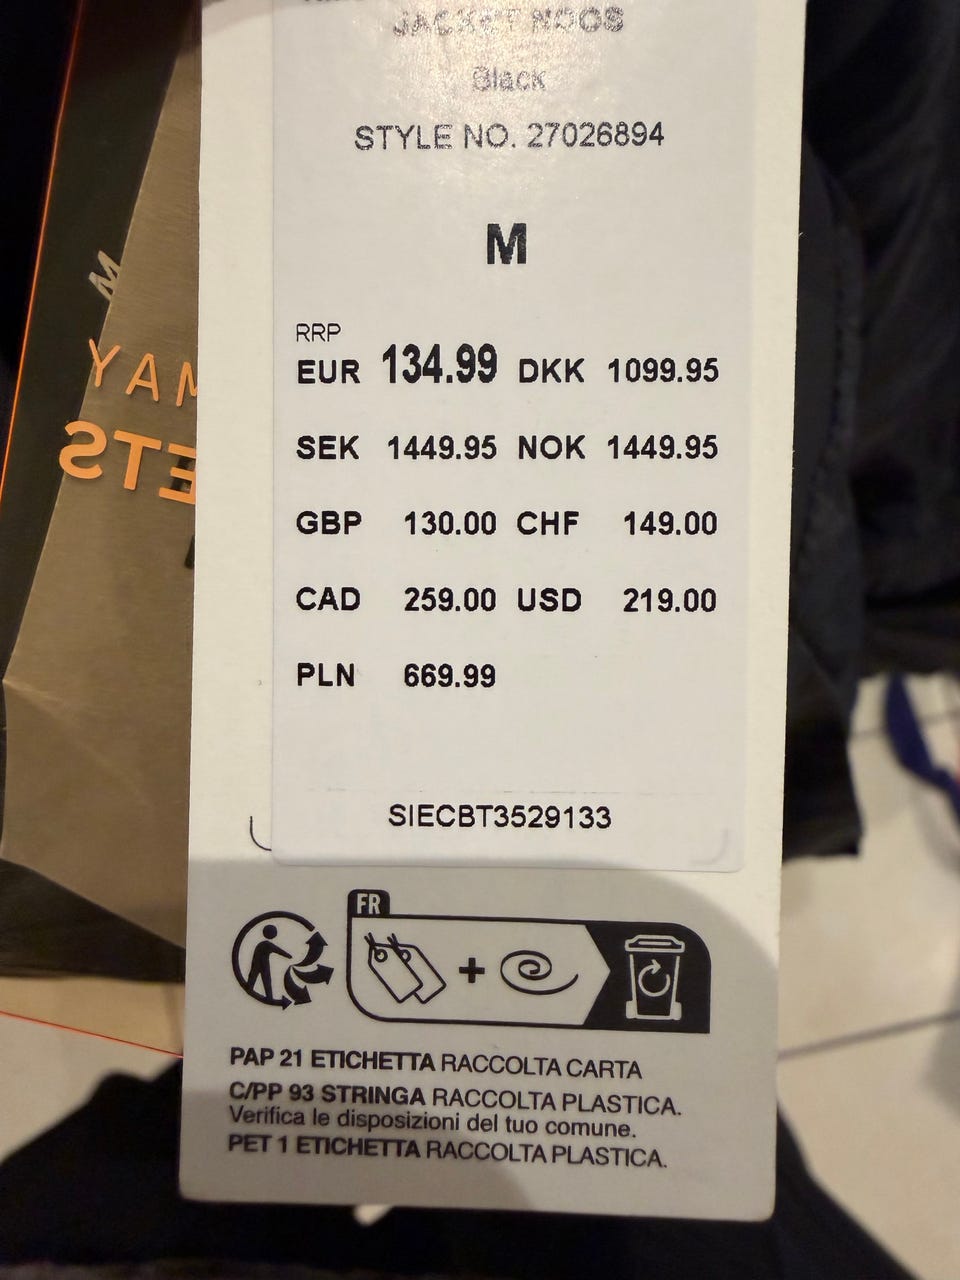 JACKET NOOS
Black
STYLE NO. 27026894
M
RRP
EUR 134.99 DKK 1099.95
SEK 1449.95 NOK 1449.95
GBP 130.00 CHF 149.00
CAD 259.00 USD 219.00
PLN 669.99
SIECBT3529133
FR
PAP 21 ETICHETTA RACCOLTA CARTA
C/PP 93 STRINGA RACCOLTA PLASTICA.
Verifica le disposizioni del tuo comune.
PET 1 ETICHETTA RACCOLTA PLASTICA.